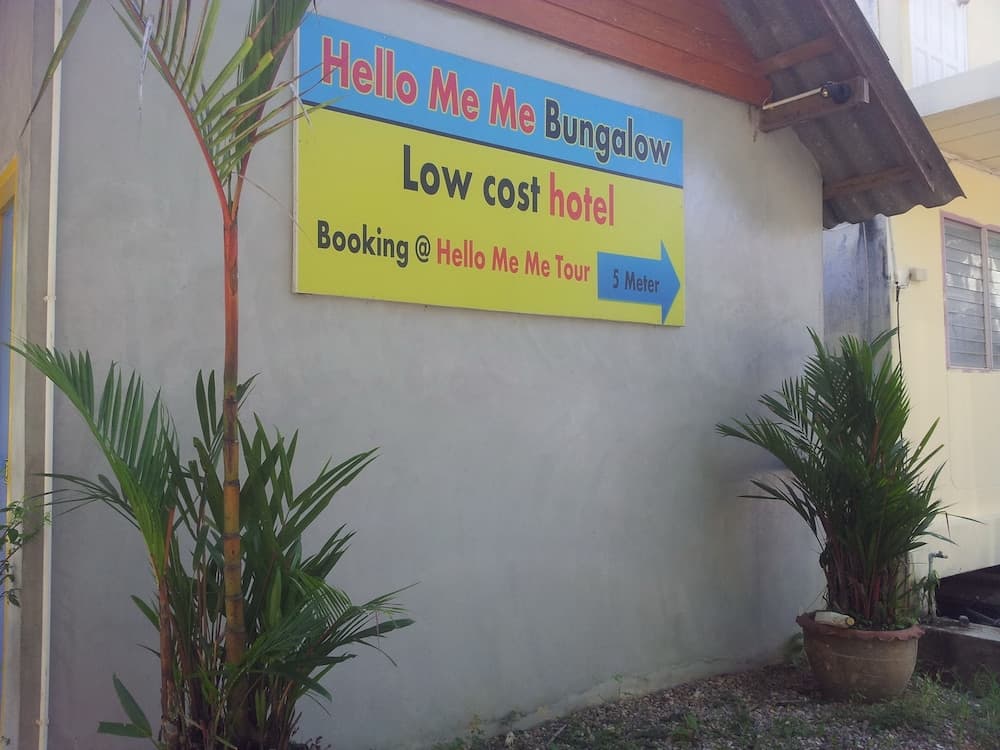 Hello Me Me Bungalow
Low cost hotel
Booking @ Hello Me Me Tour
5 Meter